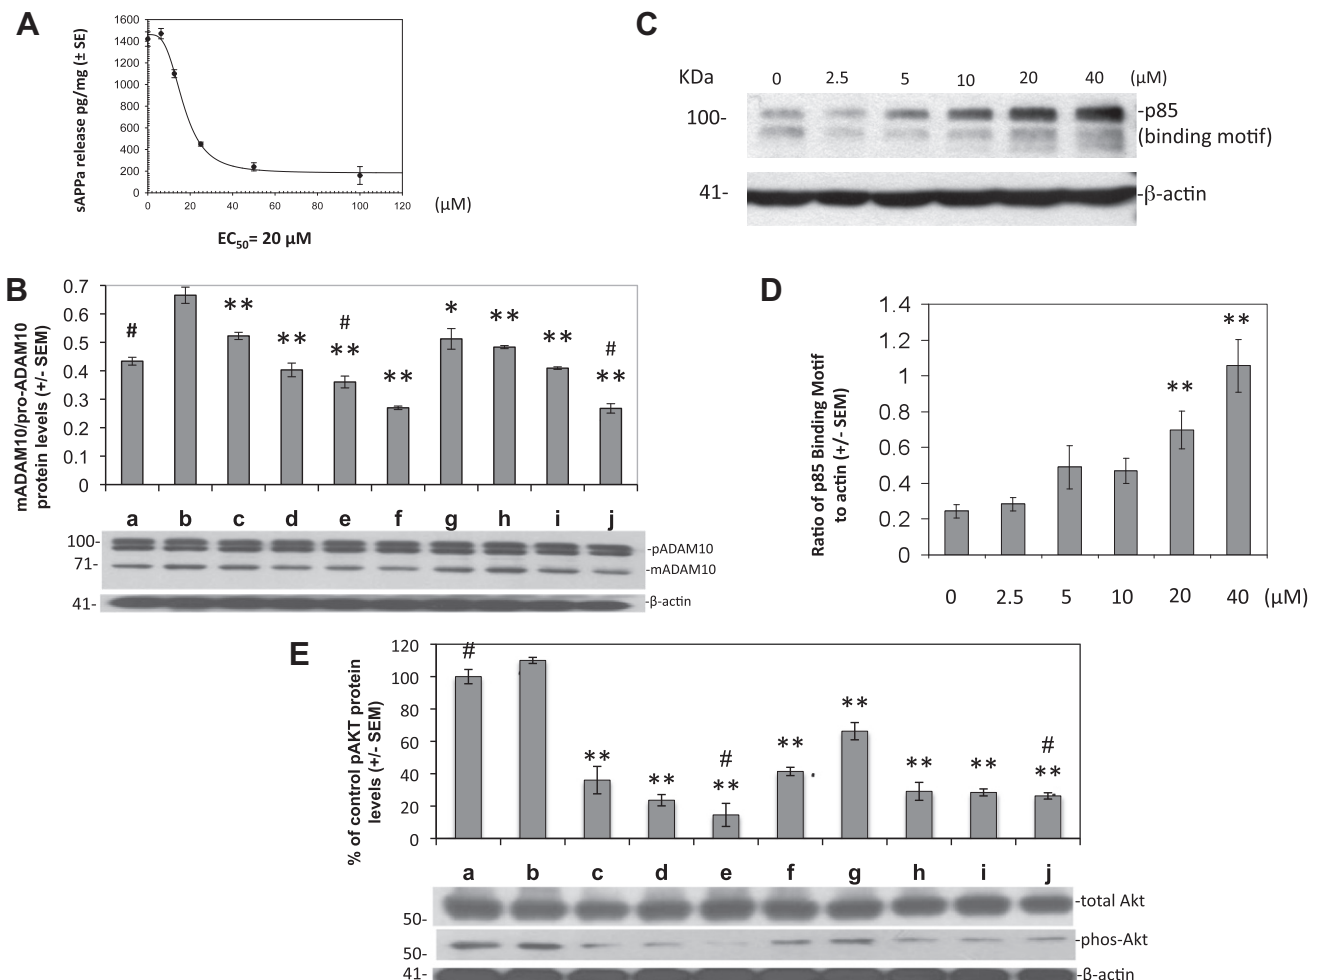 A
sAPPa release pg/mg (± SE)
1600
1400
1200
1000
800
600
400
200
0
0 20 40 60 80 100 120 (µM)
EC50= 20 µM
C
KDa 0 2.5 5 10 20 40 (µM)
100- -p85
(binding motif)
41- -β-actin
B
mADAM10/pro-ADAM10
protein levels (+/- SEM)
0.7
0.6
0.5
0.4
0.3
0.2
0.1
0
# ** ** # ** ** * ** ** # **
a b c d e f g h i j
100- -pADAM10
71- -mADAM10
41- -β-actin
D
Ratio of p85 Binding Motif
to actin (+/- SEM)
1.4
1.2
1
0.8
0.6
0.4
0.2
0
** **
0 2.5 5 10 20 40 (µM)
E
% of control pAKT protein
levels (+/- SEM)
120
100
80
60
40
20
0
# ** ** # ** ** ** ** ** # **
a b c d e f g h i j
50- -total Akt
50- -phos-Akt
41- -β-actin